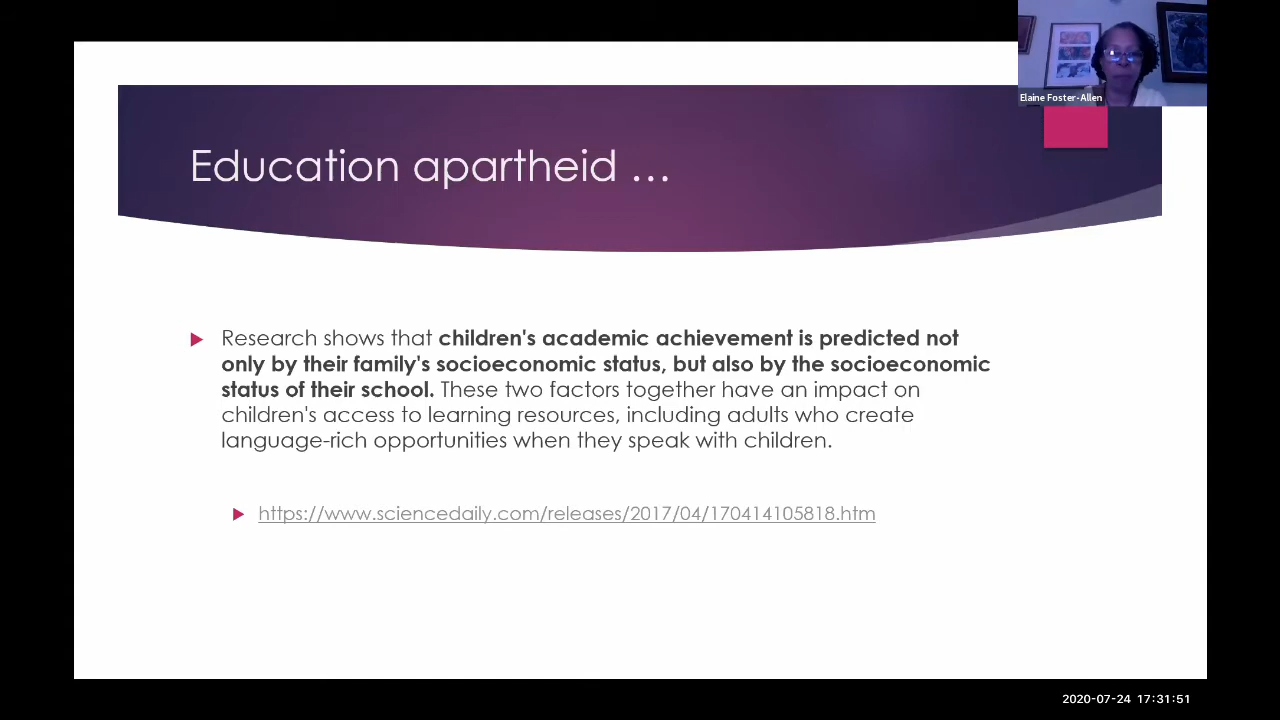 Elaine Foster-Allen
Education apartheid ...
Research shows that children's academic achievement is predicted not
only by their family's socioeconomic status, but also by the socioeconomic
status of their school. These two factors together have an impact on
children's access to learning resources, including adults who create
language-rich opportunities when they speak with children.
https://www.sciencedaily.com/releases/2017/04/170414105818.htm
2020-07-24 17:31:51